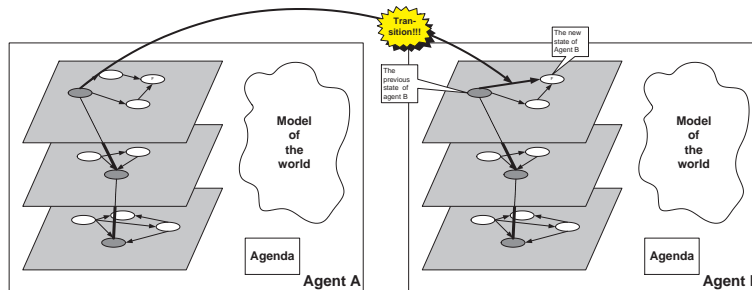 Tran-
sition!!!
The new
state of
Agent B
The
previous
state of
agent B
Model
of
the
world
Model
of
the
world
Agenda
Agenda
Agent A
Agent